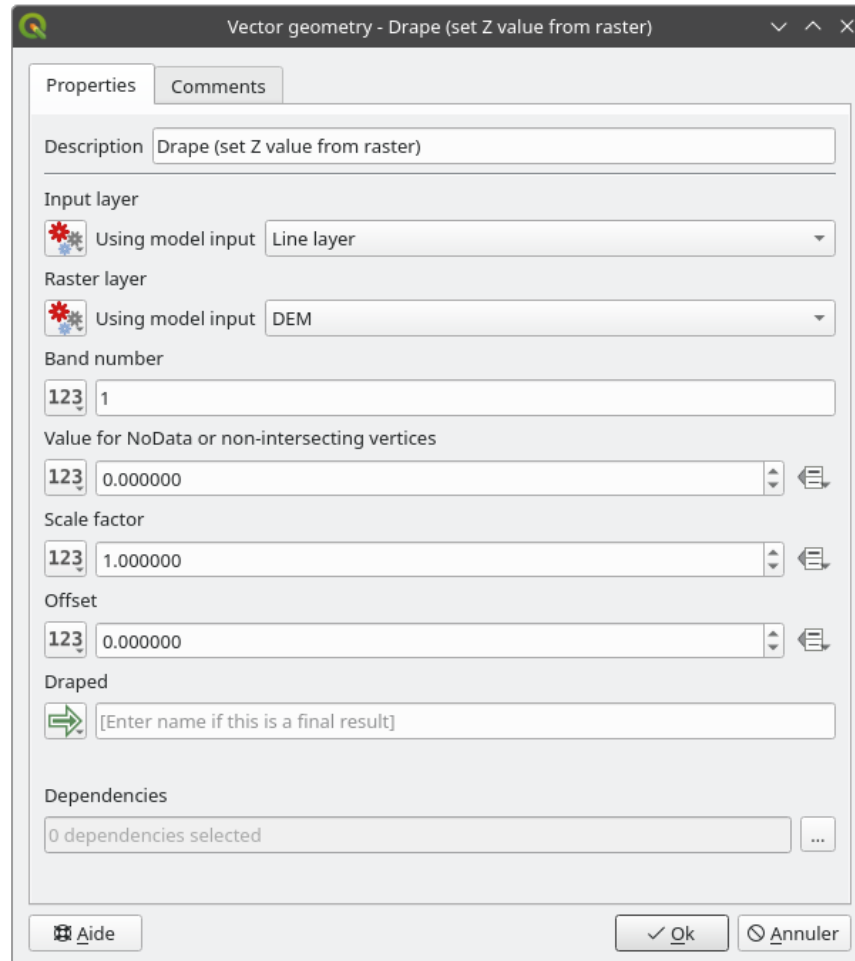 Vector geometry - Drape (set Z value from raster)
Properties
Comments
Description Drape (set Z value from raster)
Input layer
Using model input Line layer
Raster layer
Using model input DEM
Band number
123 1
Value for NoData or non-intersecting vertices
123 0.000000
Scale factor
123 1.000000
Offset
123 0.000000
Draped
[Enter name if this is a final result]
Dependencies
0 dependencies selected
...
Aide
Ok
Annuler